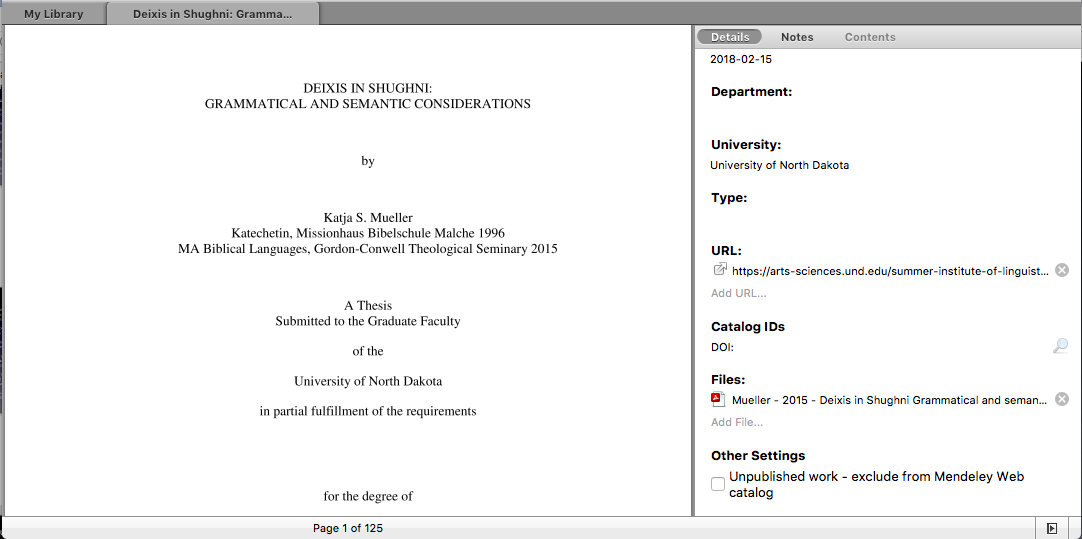 My Library
Deixis in Shughni: Gramma...
DEIXIS IN SHUGHNI:
GRAMMATICAL AND SEMANTIC CONSIDERATIONS
by
Katja S. Mueller
Katechetin, Missionhaus Bibelschule Malche 1996
MA Biblical Languages, Gordon-Conwell Theological Seminary 2015
A Thesis
Submitted to the Graduate Faculty
of the
University of North Dakota
in partial fulfillment of the requirements
for the degree of
Page 1 of 125
Details
Notes
Contents
2018-02-15
Department:
University:
University of North Dakota
Type:
URL:
https://arts-sciences.und.edu/summer-institute-of-linguist...
Add URL...
Catalog IDs
DOI:
Files:
Mueller - 2015 - Deixis in Shughni Grammatical and seman...
Add File...
Other Settings
Unpublished work - exclude from Mendeley Web
catalog